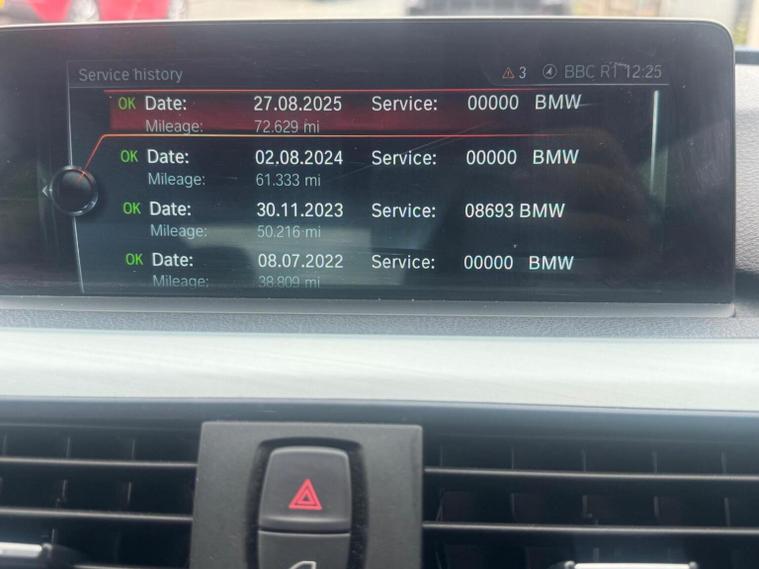 Service history 3 BBC R1 12:25
OK Date: 27.08.2025 Service: 00000 BMW
Mileage: 72.629 mi
OK Date: 02.08.2024 Service: 00000 BMW
Mileage: 61.333 mi
OK Date: 30.11.2023 Service: 08693 BMW
Mileage: 50.216 mi
OK Date: 08.07.2022 Service: 00000 BMW
Mileage: 38.809 mi